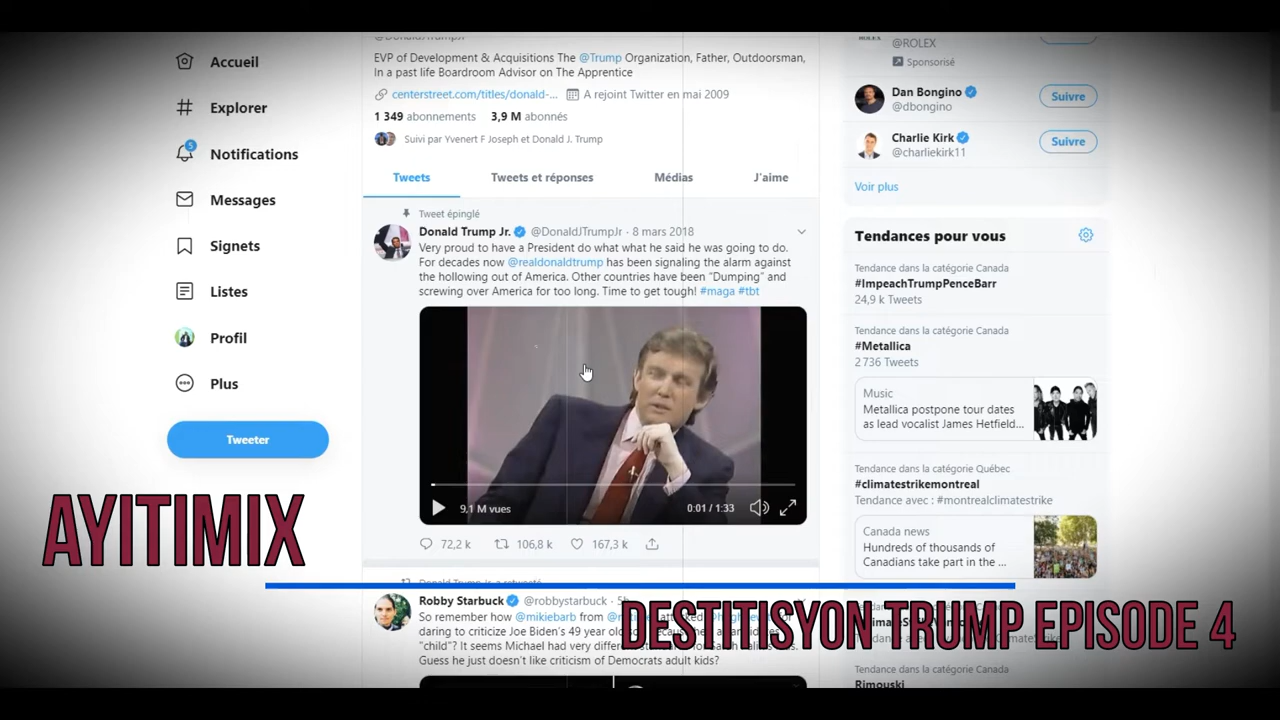 Accueil
Explorer
5
Notifications
Messages
Signets
Listes
Profil
Plus
Tweeter
@DonaldJTrumpJr
EVP of Development & Acquisitions The @Trump Organization, Father, Outdoorsman,
In a past life Boardroom Advisor on The Apprentice
centerstreet.com/titles/donald-... A rejoint Twitter en mai 2009
1 349 abonnements 3,9 M abonnés
Suivi par Yvenert F Joseph et Donald J. Trump
Tweets Tweets et réponses Médias J'aime
Tweet épinglé
Donald Trump Jr. @DonaldJTrumpJr · 8 mars 2018
Very proud to have a President do what what he said he was going to do.
For decades now @realdonaldtrump has been signaling the alarm against
the hollowing out of America. Other countries have been "Dumping" and
screwing over America for too long. Time to get tough! #maga #tbt
9,1 M vues 0:01 / 1:33
72,2 k 106,8 k 167,3 k
Donald Trump Jr. a retweeté
Robby Starbuck @robbystarbuck · 5h
So remember how @mikiebarb from
daring to criticize Joe Biden's 49 year old
"child"? It seems Michael had very
Guess he just doesn't like criticism of Democrats adult kids?
ROLEX
@ROLEX
Sponsorisé
Dan Bongino
@dbongino
Suivre
Charlie Kirk
@charliekirk11
Suivre
Voir plus
Tendances pour vous
Tendance dans la catégorie Canada
#ImpeachTrumpPenceBarr
24,9 k Tweets
Tendance dans la catégorie Canada
#Metallica
2 736 Tweets
Music
Metallica postpone tour dates
as lead vocalist James Hetfield...
Tendance dans la catégorie Québec
#climatestrikemontreal
Tendance avec : #montrealclimatestrike
Canada news
Hundreds of thousands of
Canadians take part in the ...
Tendance dans la catégorie Canada
Rimouski
AYITIMIX
DESTITISYON TRUMP EPISODE 4